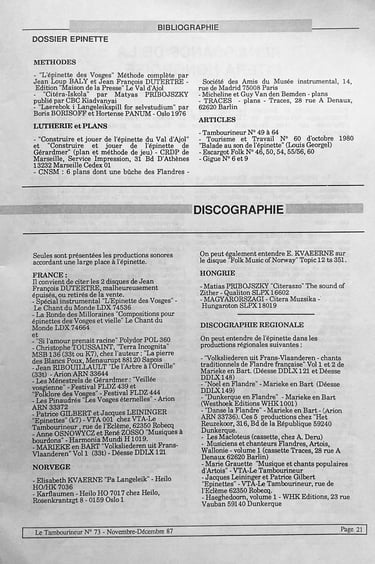 BIBLIOGRAPHIE
DOSSIER EPINETTE
METHODES
- "L'épinette des Vosges" Méthode complète par
Jean Loup BALY et Jean François DUTERTRE -
Edition "Maison de la Presse" Le Val d'Ajol
- "Citéra-Iskola" par Matyas PRIBOJSZKY
publié par CBC Kiadvanyai
- "Laerebok i Langeleikspill for selvstudium" par
Boris BORISOFF et Hortense PANUM - Oslo 1976
LUTHERIE et PLANS
- "Construire et jouer de l'épinette du Val d'Ajol"
et "Construire et jouer de l'épinette de
Gérardmer" (plan et méthode de jeu) - CRDP de
Marseille, Service Impression, 31 Bd D'Athènes
13232 Marseille Cedex 01
- CNSM : 6 plans dont une bûche des Flandres -
Société des Amis du Musée instrumental, 14,
rue de Madrid 75008 Paris
- Micheline et Guy Van den Bemden - plans
- TRACES - plans - Traces, 28 rue A Denaux,
62620 Barlin
ARTICLES
- Tambourineur N° 49 & 64
- Tourisme et Travail N° 60 d'octobre 1980
"Balade au son de l'épinette" (Louis Georgel)
- Escargot Folk N° 46, 50, 54, 55/56, 60
- Gigue N° 6 et 9
DISCOGRAPHIE
Seules sont présentées les productions sonores
accordant une large place à l'épinette.
FRANCE :
Il convient de citer les 2 disques de Jean
François DUTERTRE, malheureusement
épuisés, ou retirés de la vente.
- Spécial instrumental "L'Epinette des Vosges" -
Le Chant du Monde LDX 74536
- La Ronde des Milloraines "Compositions pour
épinettes des Vosges et vielle" Le Chant du
Monde LDX 74664
et
- "Si l'amour prenait racine" Polydor POL 360
- Christophe TOUSSAINT, "Terra Incognita"
MSB 136 (33t ou K7), chez l'auteur : "La pierre
des Blancs Poux, Menaurupt 88120 Sapois
- Jean RIBOUILLAULT "De l'Arbre à l'Oreille"
(33t) - Arion ARN 33644
- Les Ménestrels de Gérardmer : "Veillée
vosgienne" - Festival FLDZ 439 et
"Folklore des Vosges" - Festival FLDZ 444
- Les Pinaudrés "Les Vosges éternelles" - Arion
ARN 33372
- Patrice GILBERT et Jacques LEININGER
"Epinettes" (k7) - VTA 001 chez VTA-Le
Tambourineur, rue de l'Eclème, 62350 Robecq
- Anne OSNOWYCZ et René ZOSSO "Musiques à
bourdons" - Harmonia Mundi H 1019.
- MARIEKE en BART "Volksliederen uit Frans-
Vlaanderen" Vol 1 (33t) - Déesse DDLX 121
NORVEGE
- Elisabeth KVAERNE "Pa Langeleik" - Heilo
HO/HK 7036
- Karflaumen - Heilo HO 7017 chez Heilo,
Rosenkrantzgt 8 - 0159 Oslo 1
On peut également entendre E. KVAERNE sur
le disque "Folk Music of Norway" Topic 12 ts 351.
HONGRIE
- Matias PRIBOJSZKY "Citerazso" The sound of
Zither - Qualiton SLPX 16602
- MAGYARORSZAGI - Citera Muzsika -
Hungaroton SLPX 18019
DISCOGRAPHIE REGIONALE
On peut entendre de l'épinette dans les
productions régionales suivantes :
- "Volksliederen uit Frans-Vlaanderen - chants
traditionnels de Flandre française" Vol 1 et 2 de
Marieke en Bart. (Déesse DDLX 121 et Déesse
DDLX 149)
- "Noel en Flandre" - Marieke en Bart. (Déesse
DDLX 149)
- "Dunkerque en Flandre" - Marieke en Bart
(Westhoek Editions WHK 1001)
- "Dans la Flandre" - Marieke en Bart - (Arion
ARN 33736). Ces 5 productions chez "Het
Reuzekoor, 316, Bd de la République 59240
Dunkerque.
- Les Macloteus (cassette, chez A. Deru)
- Musiciens et chanteurs Flandres, Artois,
Wallonie - volume 1 (cassette Traces, 28 rue A
Denaux 62620 Barlin)
- Marie Grauette "Musique et chants populaires
d'Artois" - VTA-Le Tambourineur
- Jacques Leininger et Patrice Gilbert
"Epinettes" - VTA-Le Tambourineur, rue de
l'Eclème 62350 Robecq.
- Haeghedoorn, volume 1 - WHK Editions, 23 rue
Vauban 59140 Dunkerque
Le Tambourineur N° 73 - Novembre-Décembre 87
Page 21